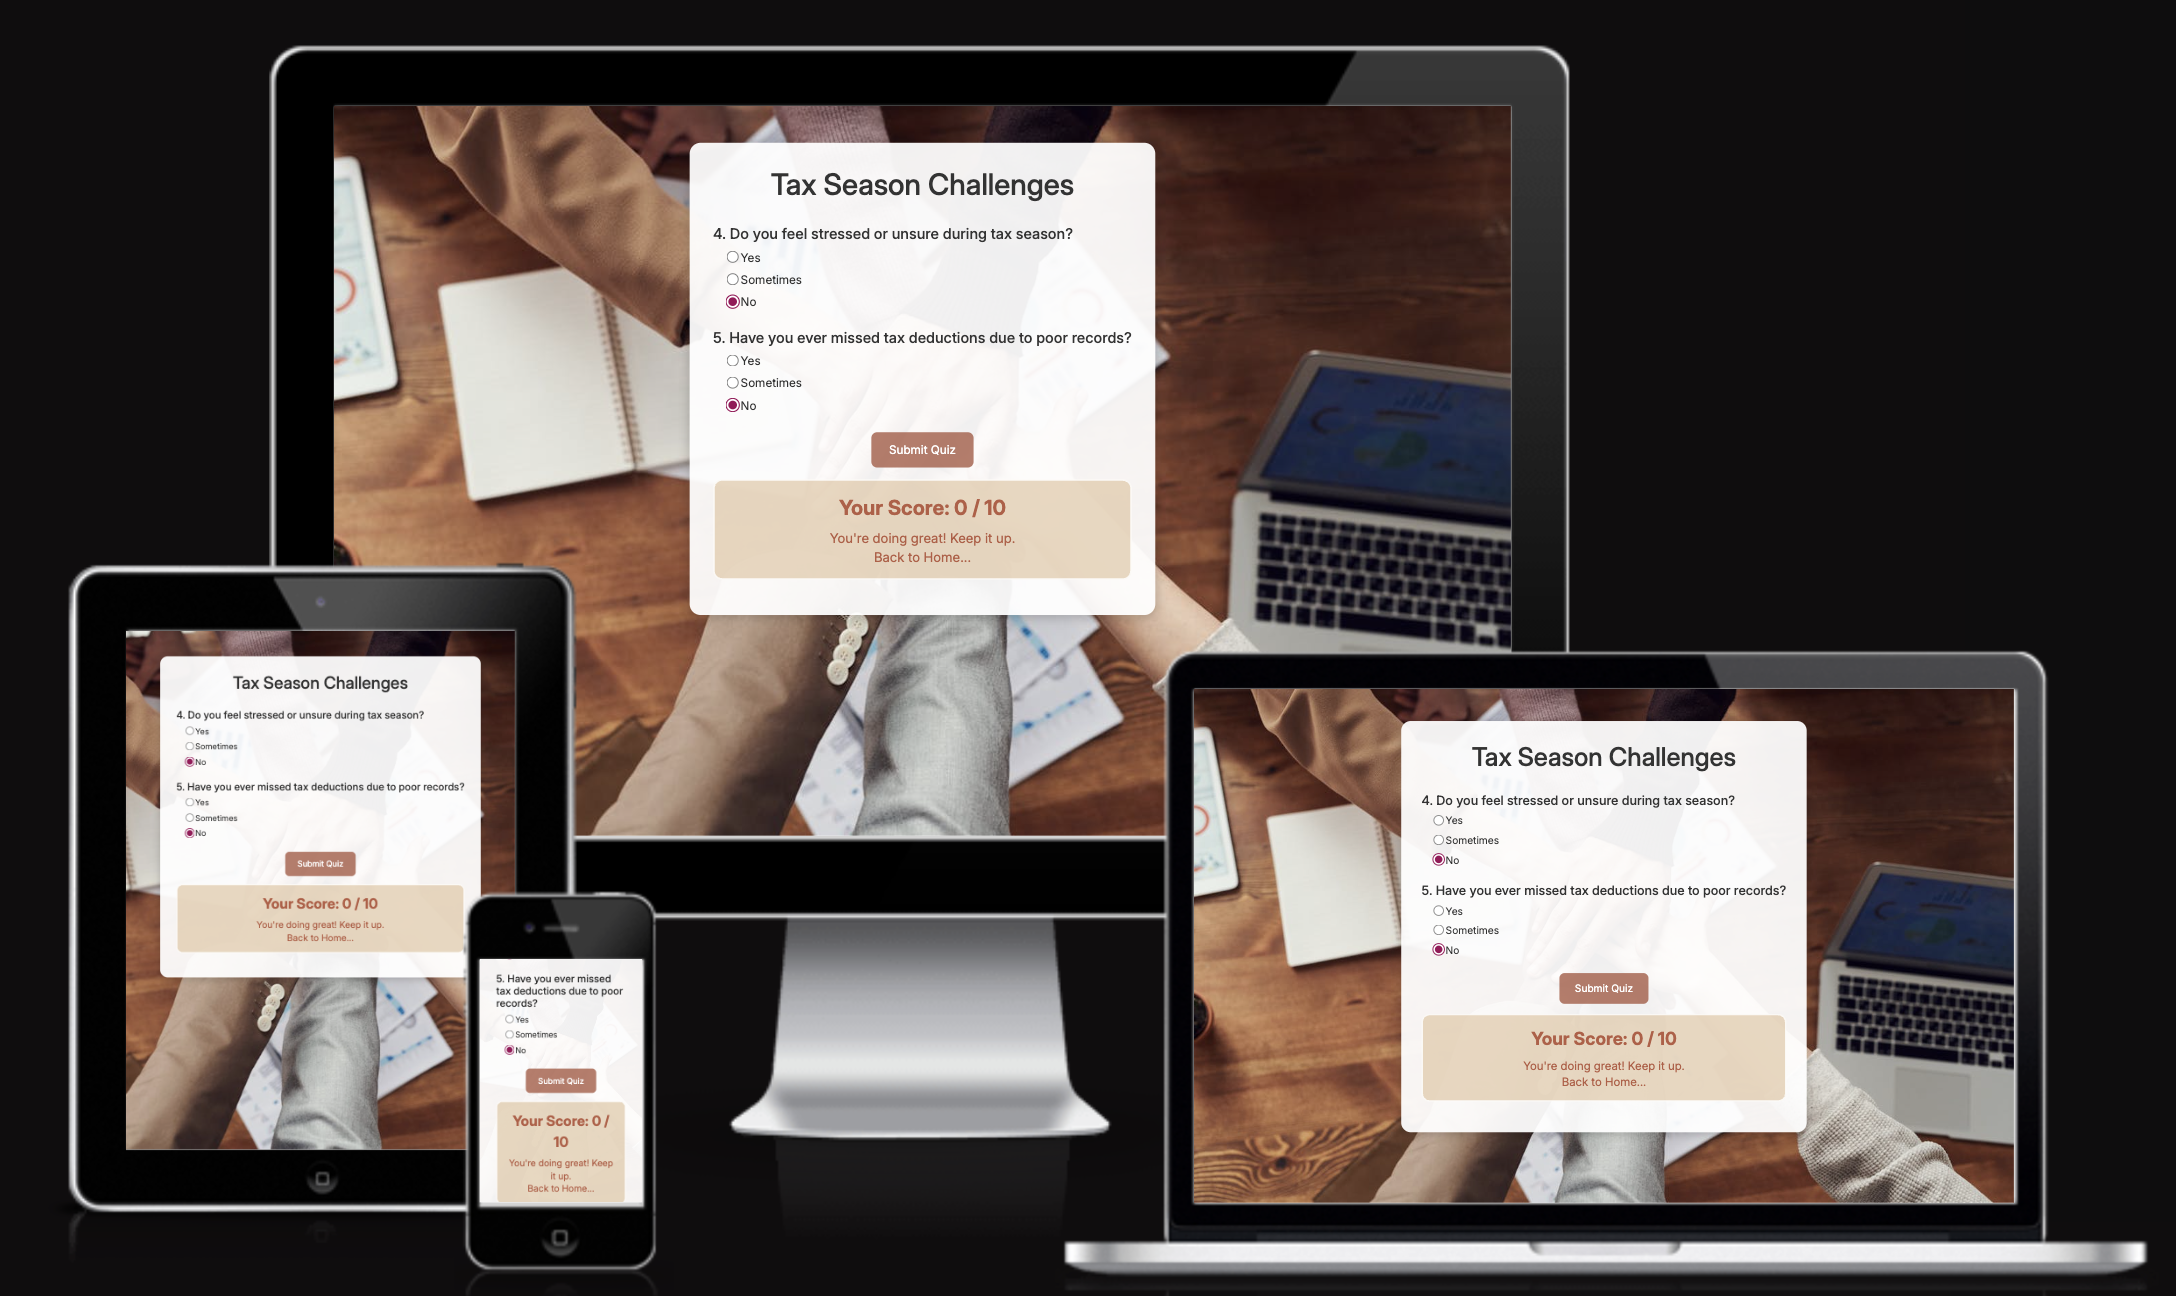 Tax Season Challenges
4. Do you feel stressed or unsure during tax season?
Yes
Sometimes
No
5. Have you ever missed tax deductions due to poor records?
Yes
Sometimes
No
Submit Quiz
Your Score: 0 / 10
You're doing great! Keep it up.
Back to Home...
Tax Season Challenges
4. Do you feel stressed or unsure during tax season?
Yes
Sometimes
No
5. Have you ever missed tax deductions due to poor records?
Yes
Sometimes
No
Submit Quiz
Your Score: 0 / 10
You're doing great! Keep it up.
Back to Home...
5. Have you ever missed
tax deductions due to poor
records?
Yes
Sometimes
No
Submit Quiz
Your Score: 0 /
10
You're doing great! Keep
it up.
Back to Home...
Tax Season Challenges
4. Do you feel stressed or unsure during tax season?
Yes
Sometimes
No
5. Have you ever missed tax deductions due to poor records?
Yes
Sometimes
No
Submit Quiz
Your Score: 0 / 10
You're doing great! Keep it up.
Back to Home...